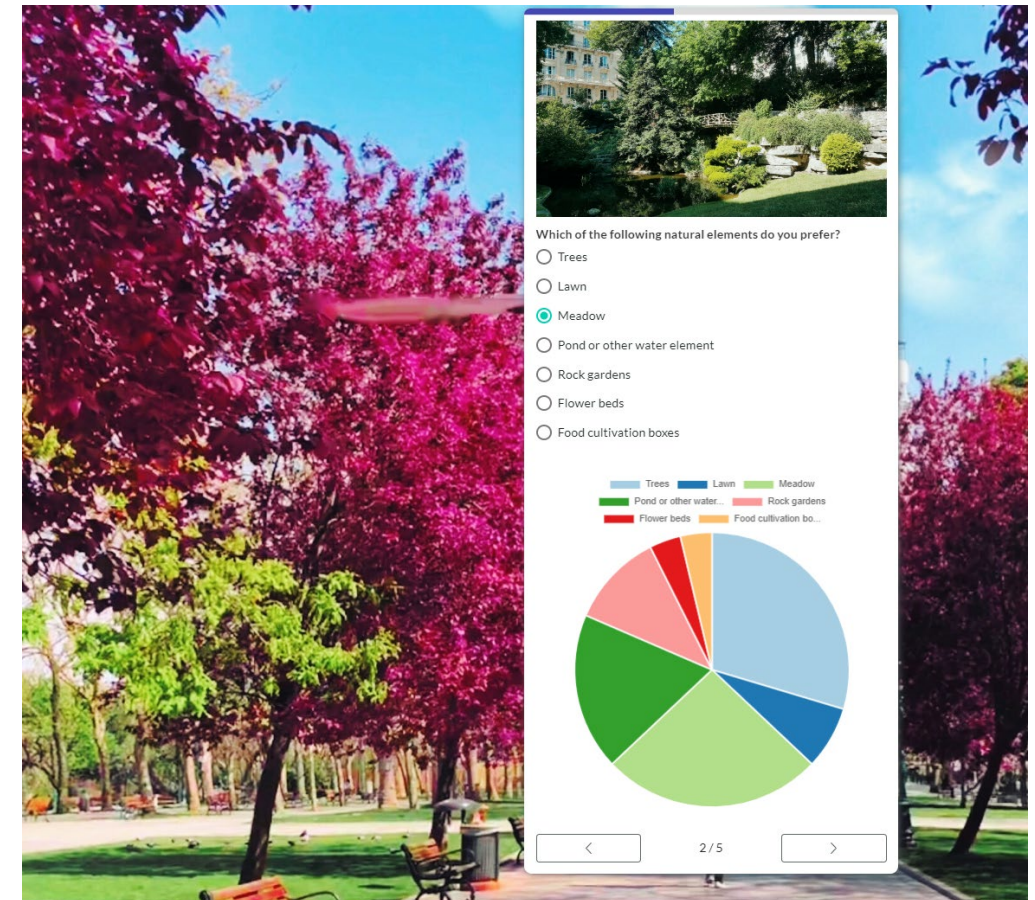 Which of the following natural elements do you prefer?
Trees
Lawn
Meadow
Pond or other water element
Rock gardens
Flower beds
Food cultivation boxes
Trees Lawn Meadow
Pond or other water... Rock gardens
Flower beds Food cultivation bo...
2 / 5